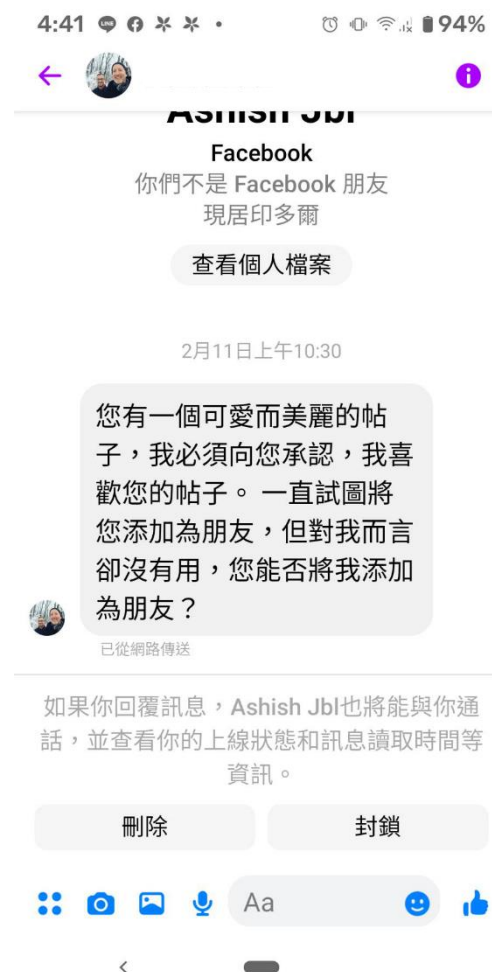 4:41
94%
Ashish Jbl
Facebook
你們不是 Facebook 朋友
現居印多爾
查看個人檔案
2月11日上午10:30
您有一個可愛而美麗的帖
子，我必須向您承認，我喜
歡您的帖子。 一直試圖將
您添加為朋友，但對我而言
卻沒有用，您能否將我添加
為朋友？
已從網路傳送
如果你回覆訊息，Ashish Jbl也將能與你通
話，並查看你的上線狀態和訊息讀取時間等
資訊。
刪除
封鎖
Aa